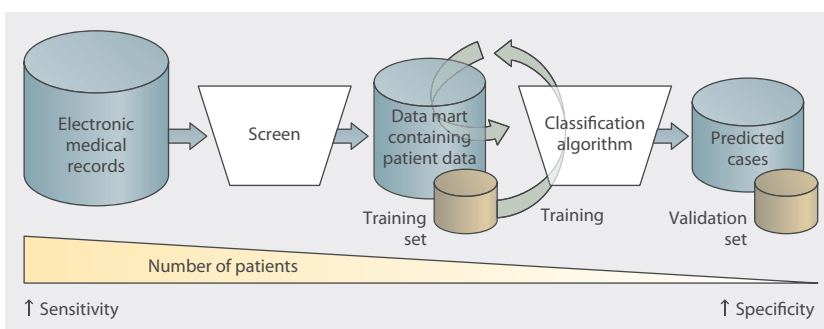 Electronic
medical
records
Screen
Data mart
containing
patient data
Classification
algorithm
Predicted
cases
Training
set
Training
Validation
set
Number of patients
↑ Sensitivity
↑ Specificity